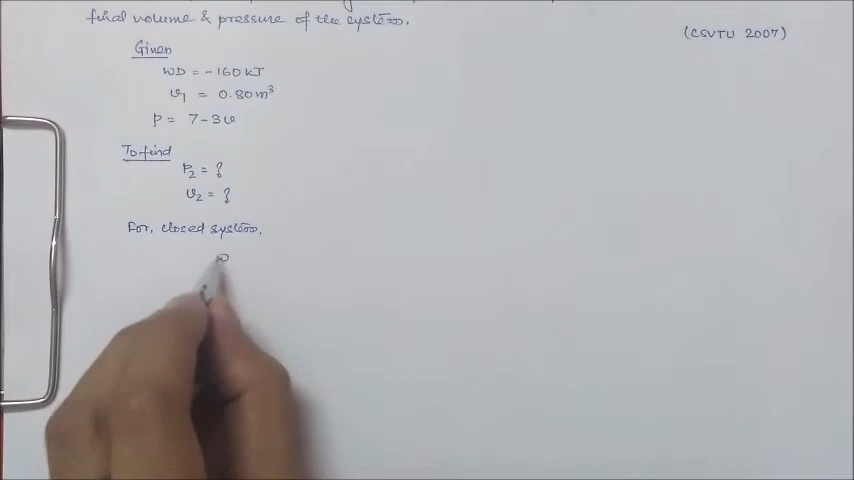 final volume & pressure of the system.
(CSVTU 2007)
Given
WD = -160 kJ
v1 = 0.80 m³
p = 7-3v
To find
P2 = ?
v2 = ?
For, closed system.
w